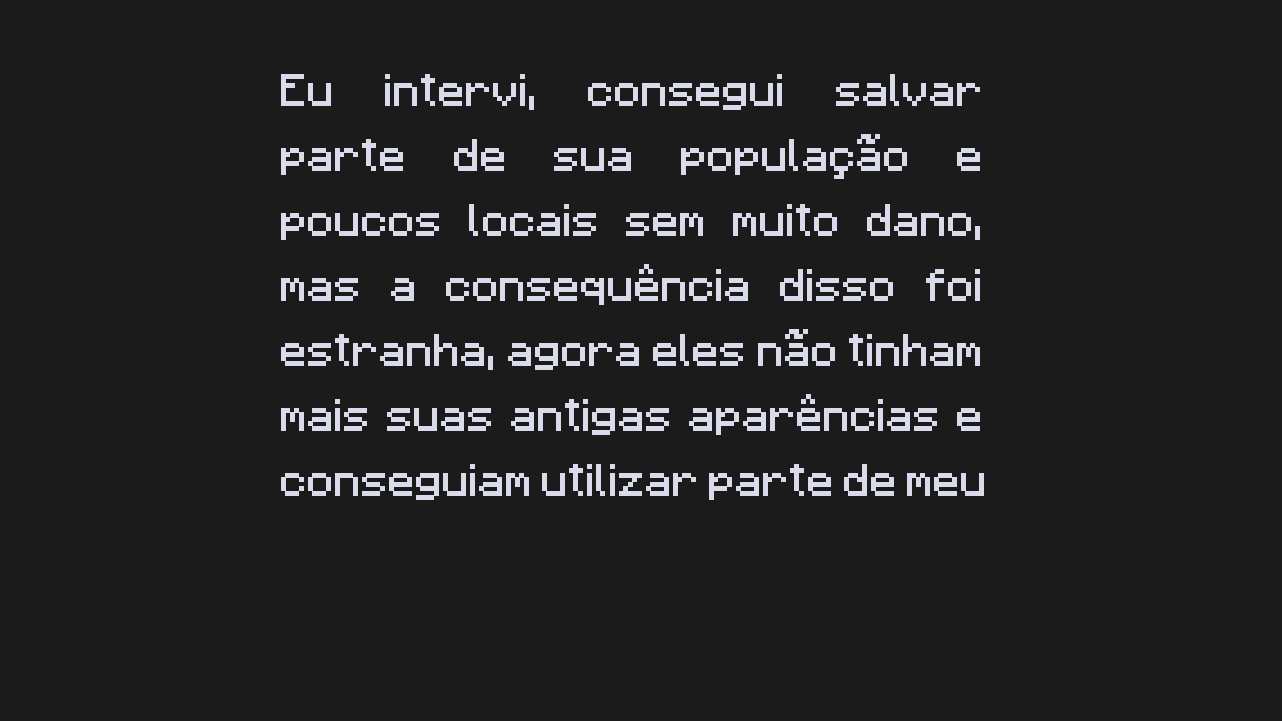 Eu intervi, consegui salvar
parte de sua população e
poucos locais sem muito dano,
mas a consequência disso foi
estranha, agora eles não tinham
mais suas antigas aparências e
conseguiam utilizar parte de meu